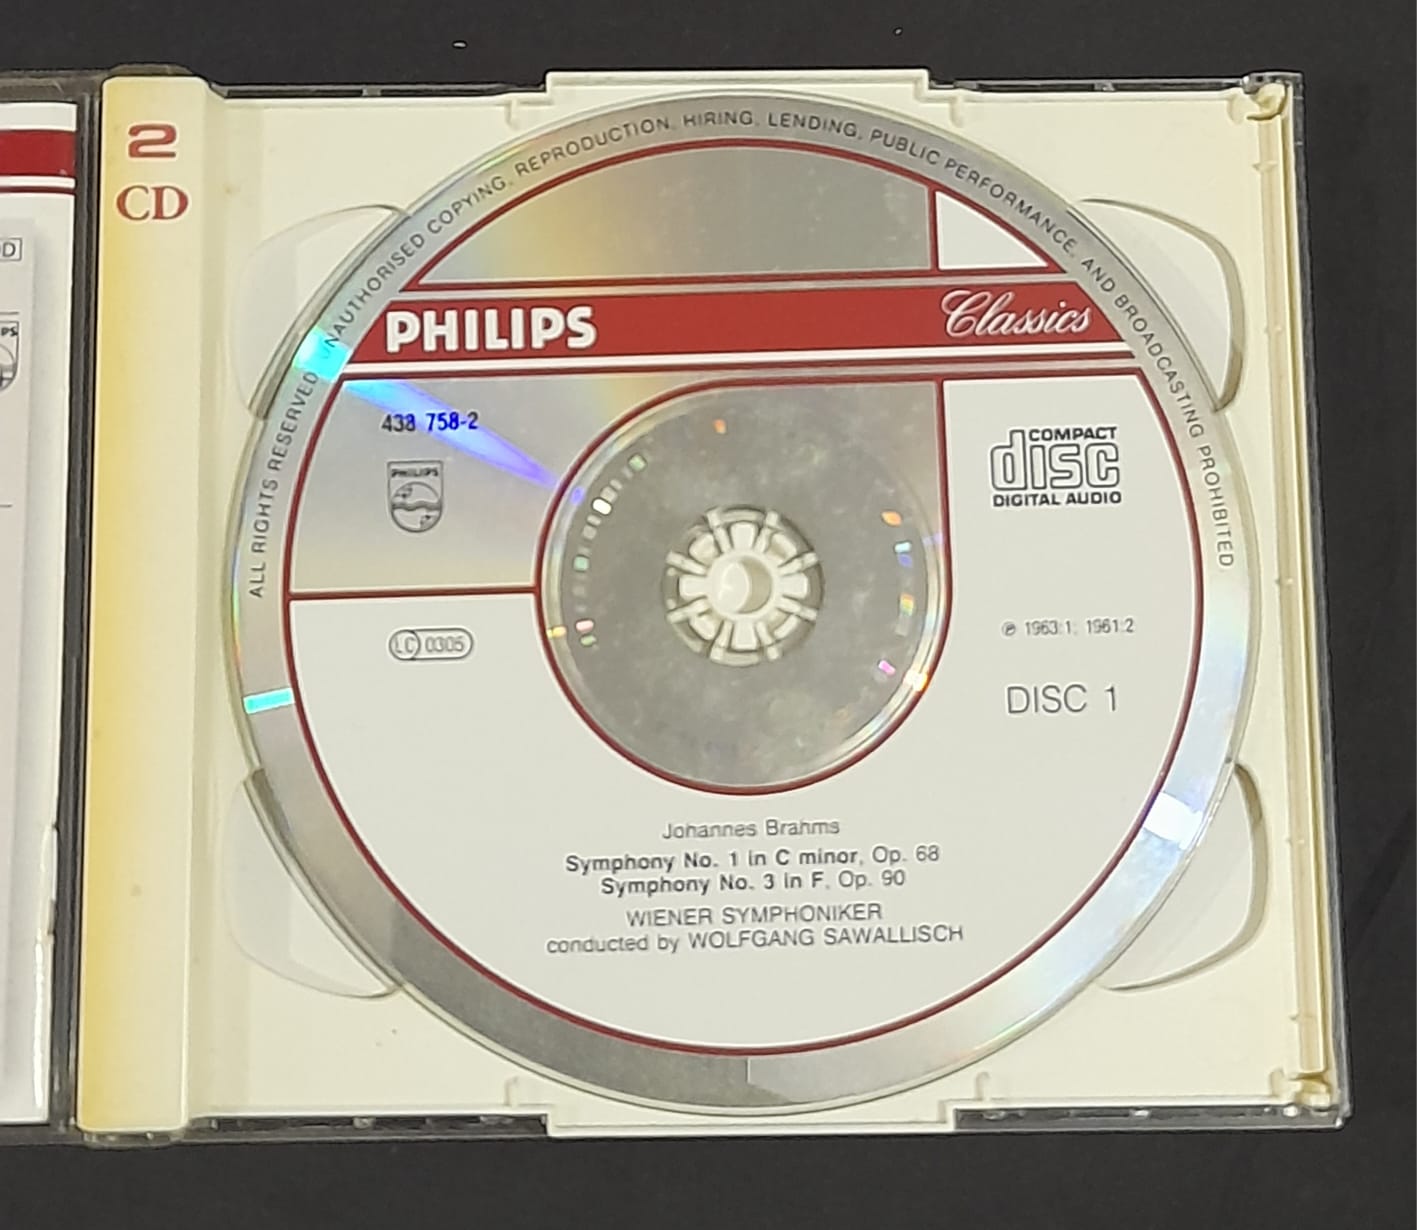 2
CD
D
PS
ALL RIGHTS RESERVED. UNAUTHORISED COPYING, REPRODUCTION, HIRING, LENDING, PUBLIC PERFORMANCE, AND BROADCASTING PROHIBITED
PHILIPS Classics
438 758-2
PHILIPS
COMPACT
disc
DIGITAL AUDIO
LC 0305
℗ 1963:1; 1961:2
DISC 1
Johannes Brahms
Symphony No. 1 in C minor, Op. 68
Symphony No. 3 in F, Op. 90
WIENER SYMPHONIKER
conducted by WOLFGANG SAWALLISCH